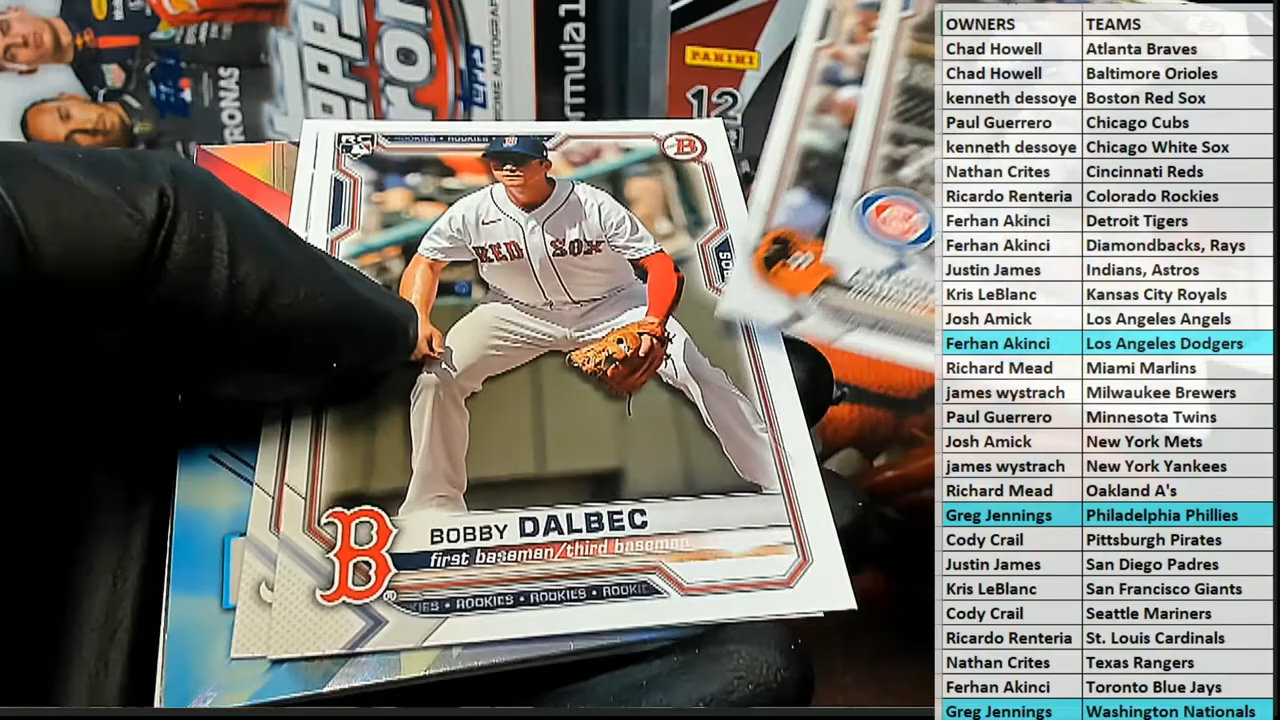 PANINI
12
RONAS
formula1
RC
ROOKIES • ROOKIES
B
RED SOX
BOBBY DALBEC
first baseman/third baseman
B
ROOKIES • ROOKIES • ROOKIES
OWNERS TEAMS
Chad Howell Atlanta Braves
Chad Howell Baltimore Orioles
kenneth dessoye Boston Red Sox
Paul Guerrero Chicago Cubs
kenneth dessoye Chicago White Sox
Nathan Crites Cincinnati Reds
Ricardo Renteria Colorado Rockies
Ferhan Akinci Detroit Tigers
Ferhan Akinci Diamondbacks, Rays
Justin James Indians, Astros
Kris LeBlanc Kansas City Royals
Josh Amick Los Angeles Angels
Ferhan Akinci Los Angeles Dodgers
Richard Mead Miami Marlins
james wystrach Milwaukee Brewers
Paul Guerrero Minnesota Twins
Josh Amick New York Mets
james wystrach New York Yankees
Richard Mead Oakland A's
Greg Jennings Philadelphia Phillies
Cody Crail Pittsburgh Pirates
Justin James San Diego Padres
Kris LeBlanc San Francisco Giants
Cody Crail Seattle Mariners
Ricardo Renteria St. Louis Cardinals
Nathan Crites Texas Rangers
Ferhan Akinci Toronto Blue Jays
Greg Jennings Washington Nationals